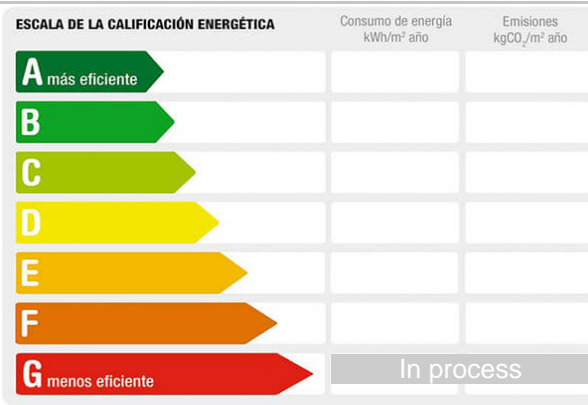 ESCALA DE LA CALIFICACIÓN ENERGÉTICA
Consumo de energía
kWh/m² año
Emisiones
kgCO₂/m² año
A más eficiente
B
C
D
E
F
G menos eficiente
In process